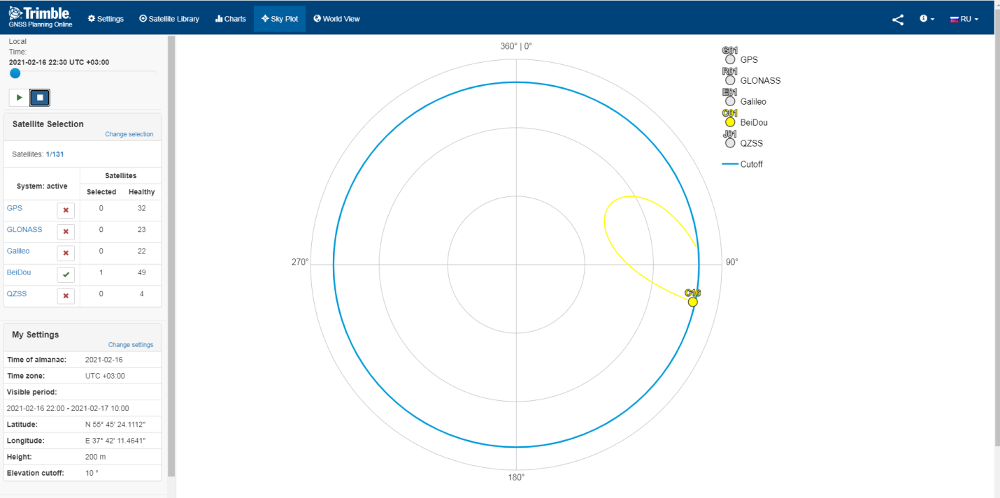 Trimble.
GNSS Planning Online
Settings
Satellite Library
Charts
Sky Plot
World View
RU
Local
Time:
2021-02-16 22:30 UTC +03:00
Satellite Selection
Change selection
Satellites: 1/131
System: active
Satellites
Selected Healthy
GPS 0 32
GLONASS 0 23
Galileo 0 22
BeiDou 1 49
QZSS 0 4
My Settings
Change settings
Time of almanac: 2021-02-16
Time zone: UTC +03:00
Visible period:
2021-02-16 22:00 - 2021-02-17 10:00
Latitude: N 55° 45' 24.1112"
Longitude: E 37° 42' 11.4641"
Height: 200 m
Elevation cutoff: 10 °
360° | 0°
270°
90°
180°
C16
G01
GPS
R01
GLONASS
E01
Galileo
C01
BeiDou
J01
QZSS
Cutoff